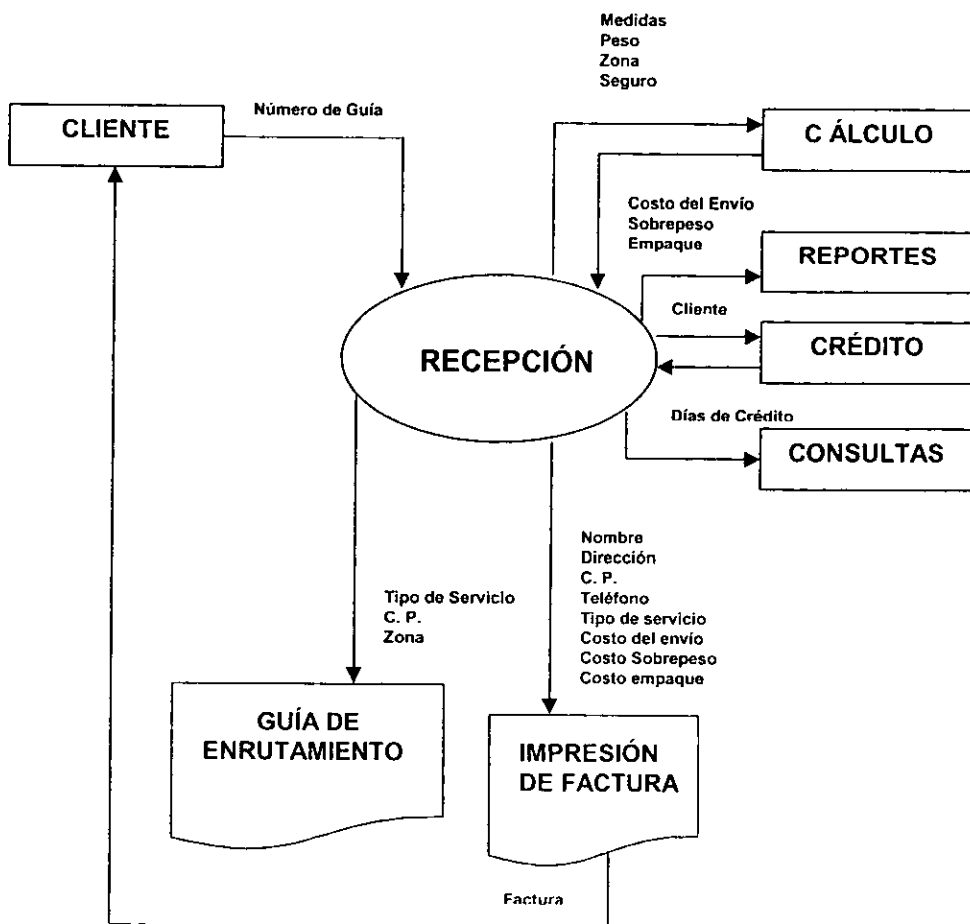 Medidas
Peso
Zona
Seguro
Número de Guía
CLIENTE
C ÁLCULO
Costo del Envío
Sobrepeso
Empaque
REPORTES
Cliente
CRÉDITO
RECEPCIÓN
Días de Crédito
CONSULTAS
Nombre
Dirección
C. P.
Teléfono
Tipo de servicio
Costo del envío
Costo Sobrepeso
Costo empaque
Tipo de Servicio
C. P.
Zona
GUÍA DE
ENRUTAMIENTO
IMPRESIÓN
DE FACTURA
Factura